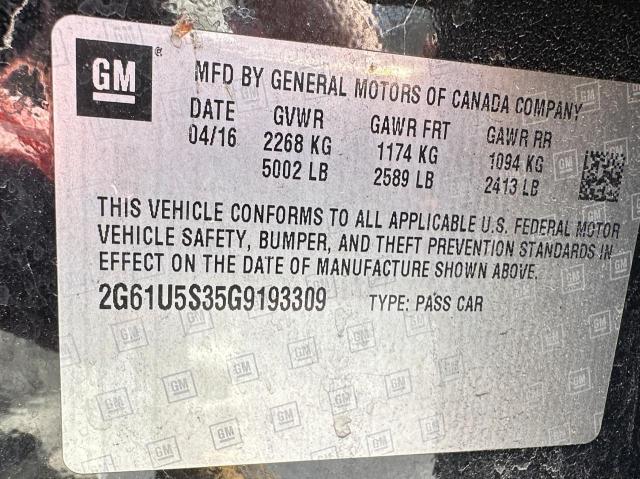 GM ® MFD BY GENERAL MOTORS OF CANADA COMPANY
DATE GVWR GAWR FRT GAWR RR
04/16 2268 KG 1174 KG 1094 KG
5002 LB 2589 LB 2413 LB
THIS VEHICLE CONFORMS TO ALL APPLICABLE U.S. FEDERAL MOTOR
VEHICLE SAFETY, BUMPER, AND THEFT PREVENTION STANDARDS IN
EFFECT ON THE DATE OF MANUFACTURE SHOWN ABOVE.
2G61U5S35G9193309 TYPE: PASS CAR